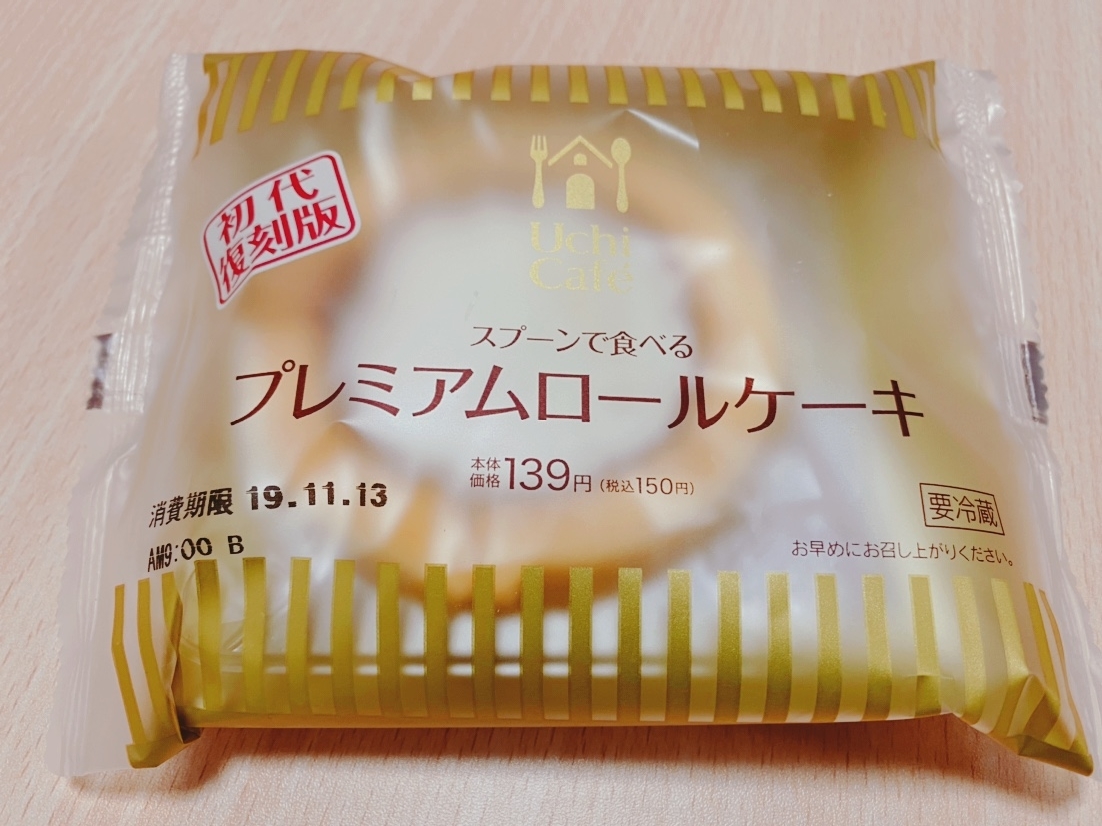 初代
復刻版
Uchi
Café
スプーンで食べる
プレミアムロールケーキ
本体
価格139円(税込150円)
消費期限 19.11.13
AM9:00 B
要冷蔵
お早めにお召し上がりください。